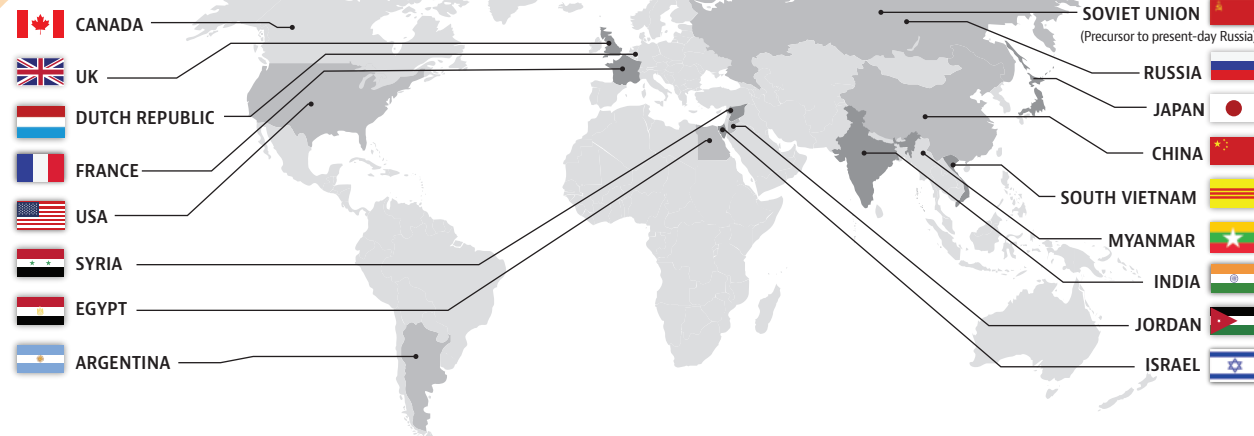 CANADA
UK
DUTCH REPUBLIC
FRANCE
USA
SYRIA
EGYPT
ARGENTINA
SOVIET UNION
(Precursor to present-day Russia)
RUSSIA
JAPAN
CHINA
SOUTH VIETNAM
MYANMAR
INDIA
JORDAN
ISRAEL